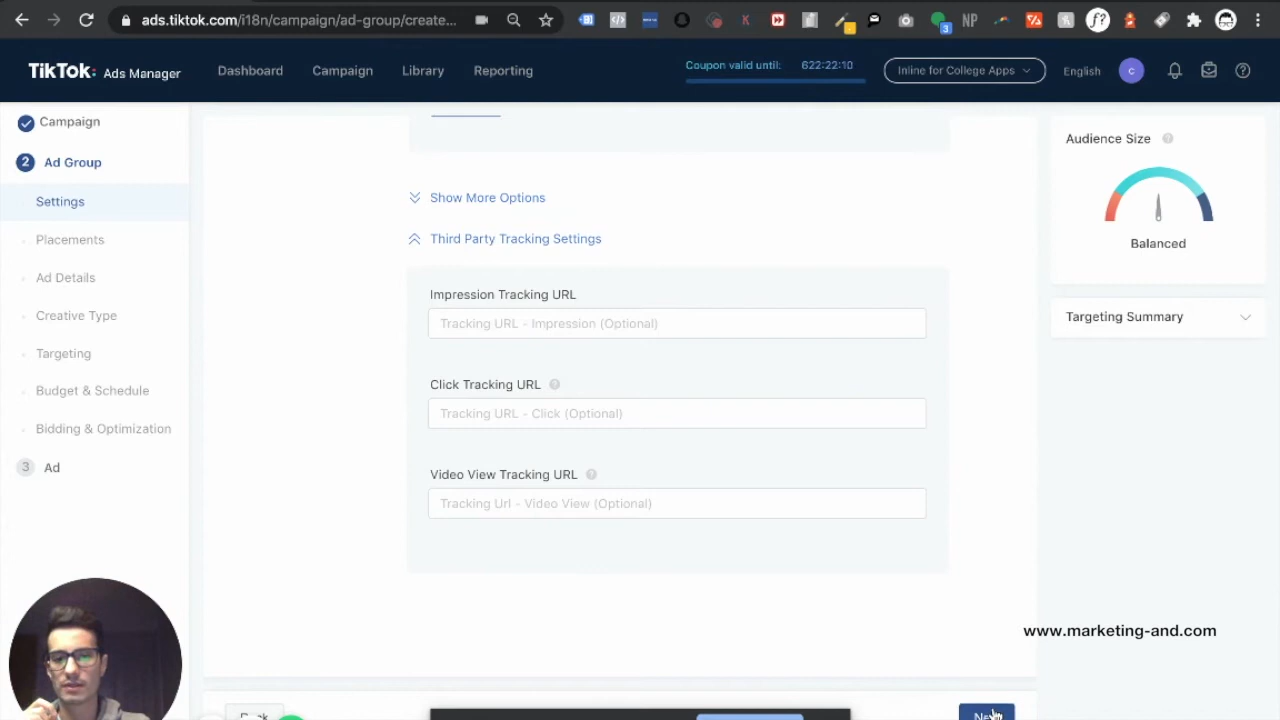 ads.tiktok.com/i18n/campaign/ad-group/create...
TikTok: Ads Manager
Dashboard
Campaign
Library
Reporting
Coupon valid until: 622:22:10
Inline for College Apps
English
C
Campaign
2 Ad Group
Settings
Placements
Ad Details
Creative Type
Targeting
Budget & Schedule
Bidding & Optimization
3 Ad
Show More Options
Third Party Tracking Settings
Impression Tracking URL
Tracking URL - Impression (Optional)
Click Tracking URL
Tracking URL - Click (Optional)
Video View Tracking URL
Tracking Url - Video View (Optional)
Audience Size
Balanced
Targeting Summary
www.marketing-and.com